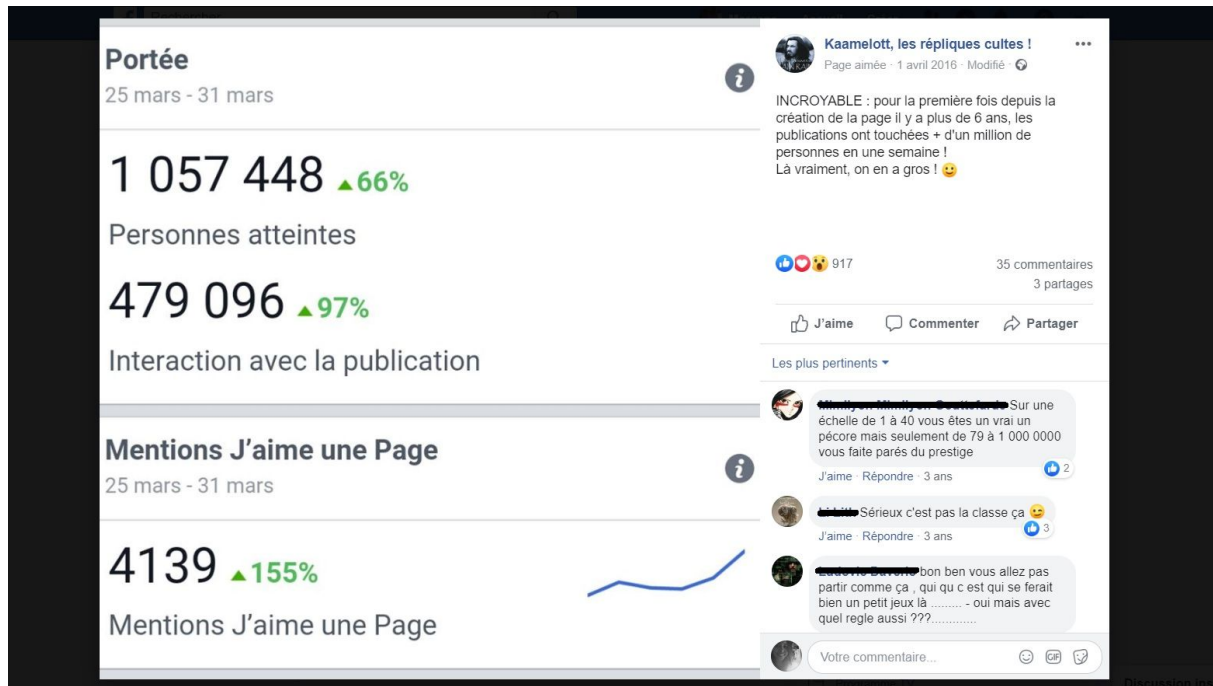 Rechercher
Portée
25 mars - 31 mars
1 057 448 66%
Personnes atteintes
479 096 97%
Interaction avec la publication
Mentions J'aime une Page
25 mars - 31 mars
4139 155%
Mentions J'aime une Page
Kaamelott, les répliques cultes !
Page aimée · 1 avril 2016 · Modifié ·
INCROYABLE : pour la première fois depuis la
création de la page il y a plus de 6 ans, les
publications ont touchées + d'un million de
personnes en une semaine !
Là vraiment, on en a gros !
917
35 commentaires
3 partages
J'aime Commenter Partager
Les plus pertinents
Sur une
échelle de 1 à 40 vous êtes un vrai un
pécore mais seulement de 79 à 1 000 0000
vous faite parés du prestige
2
J'aime · Répondre · 3 ans
Sérieux c'est pas la classe ça
3
J'aime · Répondre · 3 ans
bon ben vous allez pas
partir comme ça , qui qu c est qui se ferait
bien un petit jeux là ......... - oui mais avec
quel regle aussi ???.............
Votre commentaire...
GIF